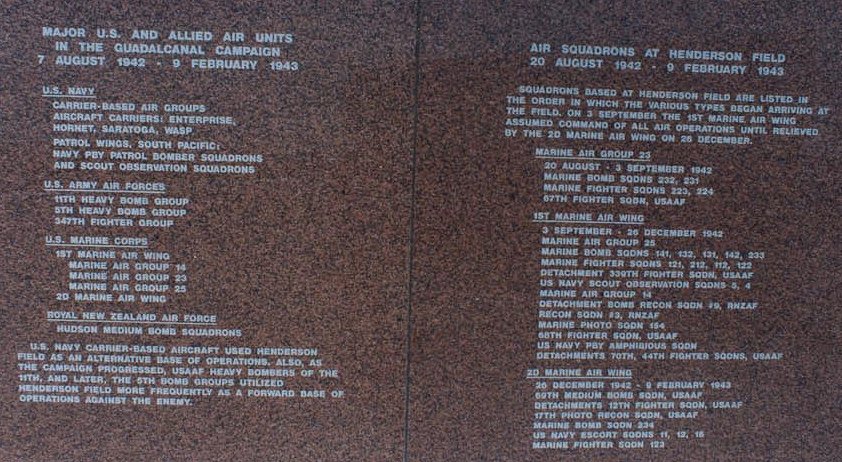 MAJOR U.S. AND ALLIED AIR UNITS
IN THE GUADALCANAL CAMPAIGN
7 AUGUST 1942 - 9 FEBRUARY 1943
U.S. NAVY
CARRIER-BASED AIR GROUPS
AIRCRAFT CARRIERS: ENTERPRISE,
HORNET, SARATOGA, WASP
PATROL WINGS, SOUTH PACIFIC:
NAVY PBY PATROL BOMBER SQUADRONS
AND SCOUT OBSERVATION SQUADRONS
U.S. ARMY AIR FORCES
11TH HEAVY BOMB GROUP
5TH HEAVY BOMB GROUP
347TH FIGHTER GROUP
U.S. MARINE CORPS
1ST MARINE AIR WING
MARINE AIR GROUP 14
MARINE AIR GROUP 23
MARINE AIR GROUP 25
2D MARINE AIR WING
ROYAL NEW ZEALAND AIR FORCE
HUDSON MEDIUM BOMB SQUADRONS
U.S. NAVY CARRIER-BASED AIRCRAFT USED HENDERSON
FIELD AS AN ALTERNATIVE BASE OF OPERATIONS. ALSO, AS
THE CAMPAIGN PROGRESSED, USAAF HEAVY BOMBERS OF THE
11TH, AND LATER, THE 5TH BOMB GROUPS UTILIZED
HENDERSON FIELD MORE FREQUENTLY AS A FORWARD BASE OF
OPERATIONS AGAINST THE ENEMY.
AIR SQUADRONS AT HENDERSON FIELD
20 AUGUST 1942 - 9 FEBRUARY 1943
SQUADRONS BASED AT HENDERSON FIELD ARE LISTED IN
THE ORDER IN WHICH THE VARIOUS TYPES BEGAN ARRIVING AT
THE FIELD. ON 3 SEPTEMBER THE 1ST MARINE AIR WING
ASSUMED COMMAND OF ALL AIR OPERATIONS UNTIL RELIEVED
BY THE 2D MARINE AIR WING ON 26 DECEMBER.
MARINE AIR GROUP 23
20 AUGUST - 3 SEPTEMBER 1942
MARINE BOMB SQDNS 232, 231
MARINE FIGHTER SQDNS 223, 224
67TH FIGHTER SQDN, USAAF
1ST MARINE AIR WING
3 SEPTEMBER - 26 DECEMBER 1942
MARINE AIR GROUP 25
MARINE BOMB SQDNS 141, 132, 131, 142, 233
MARINE FIGHTER SQDNS 121, 212, 112, 122
DETACHMENT 339TH FIGHTER SQDN, USAAF
US NAVY SCOUT OBSERVATION SQDNS 5, 4
MARINE AIR GROUP 14
DETACHMENT BOMB RECON SQDN #9, RNZAF
RECON SQDN #3, RNZAF
MARINE PHOTO SQDN 154
68TH FIGHTER SQDN, USAAF
US NAVY PBY AMPHIBIOUS SQDN
DETACHMENTS 70TH, 44TH FIGHTER SQDNS, USAAF
2D MARINE AIR WING
26 DECEMBER 1942 - 9 FEBRUARY 1943
69TH MEDIUM BOMB SQDN, USAAF
DETACHMENTS 12TH FIGHTER SQDN, USAAF
17TH PHOTO RECON SQDN, USAAF
MARINE BOMB SQDN 234
US NAVY ESCORT SQDNS 11, 12, 16
MARINE FIGHTER SQDN 123